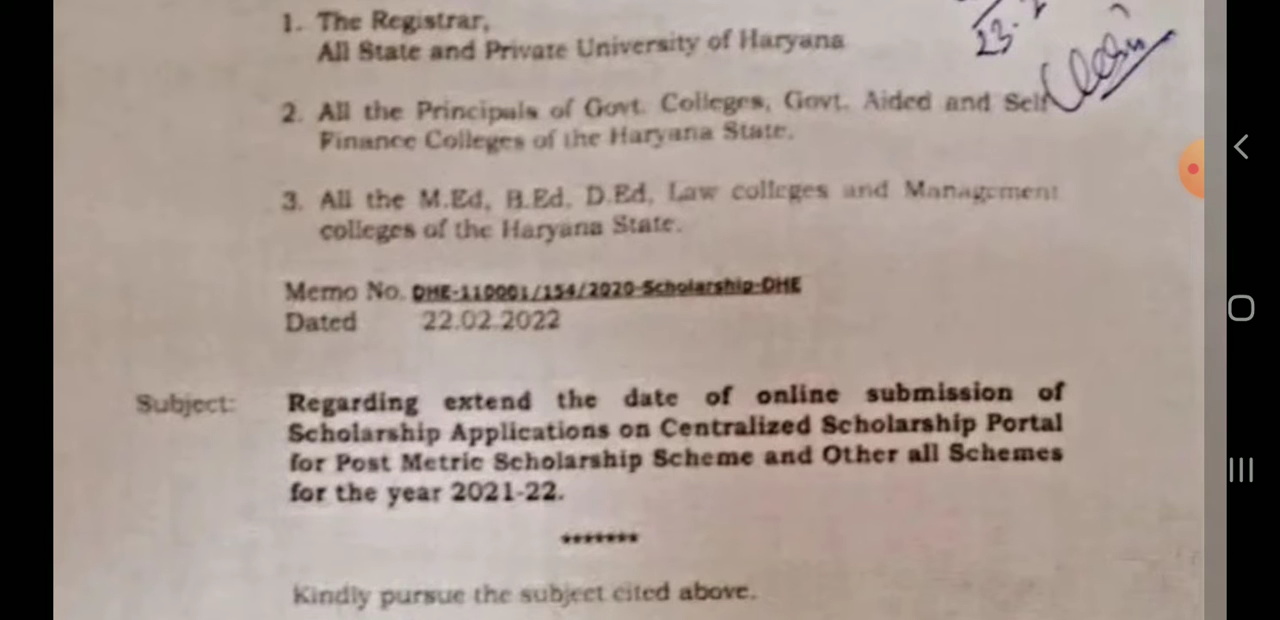 1. The Registrar,
All State and Private University of Haryana
23.
2. All the Principals of Govt. Colleges, Govt. Aided and Self
Finance Colleges of the Haryana State.
3. All the M.Ed, B.Ed. D.Ed, Law colleges and Management
colleges of the Haryana State.
Memo No. DHE-110001/154/2020-Scholarship-DHE
Dated 22.02.2022
Subject: Regarding extend the date of online submission of
Scholarship Applications on Centralized Scholarship Portal
for Post Metric Scholarship Scheme and Other all Schemes
for the year 2021-22.
*******
Kindly pursue the subject cited above.